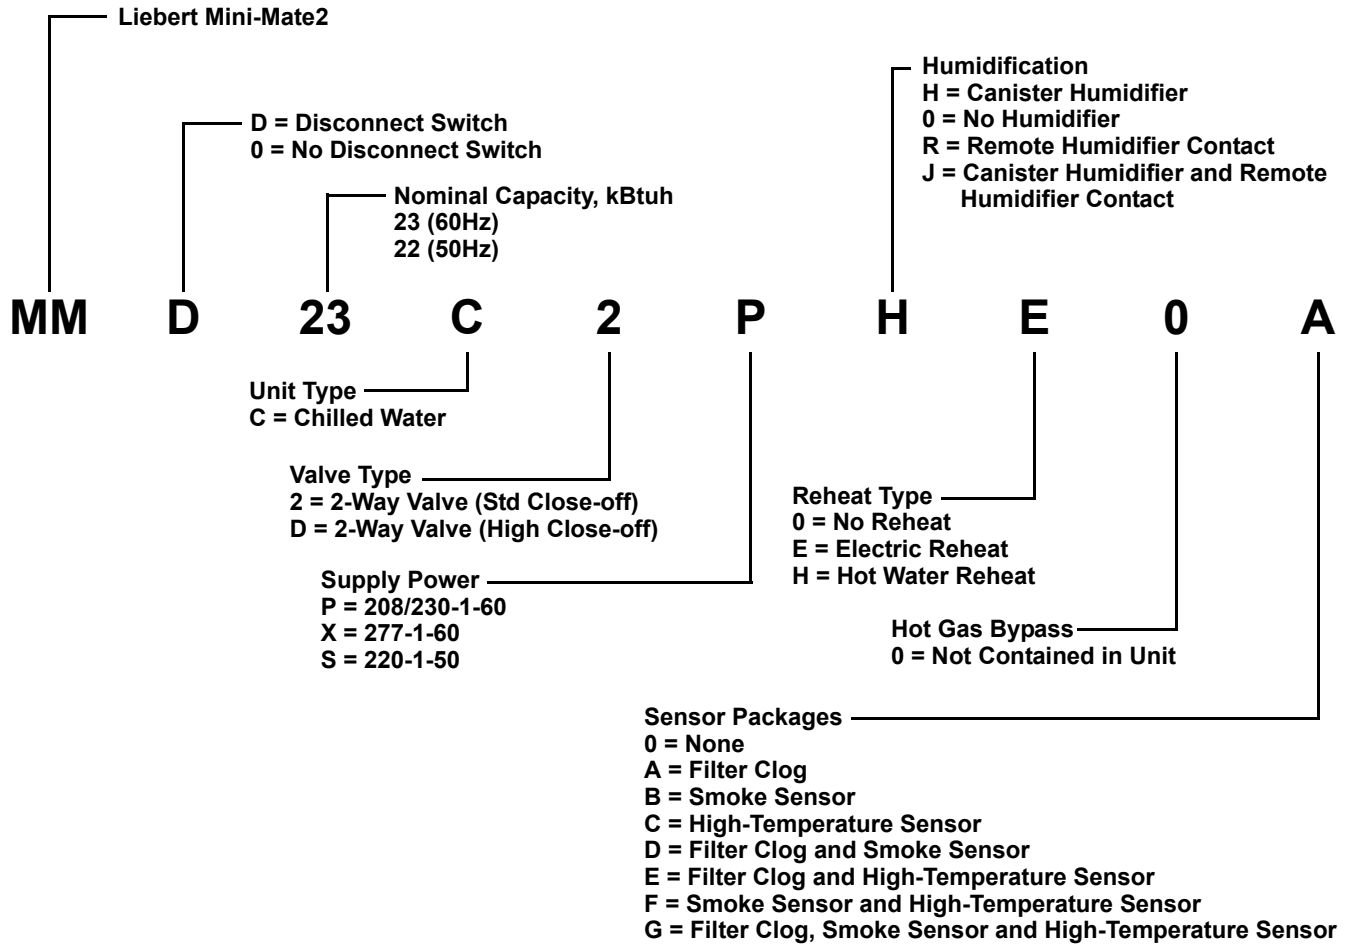 Liebert Mini-Mate2
Humidification
H = Canister Humidifier
0 = No Humidifier
R = Remote Humidifier Contact
J = Canister Humidifier and Remote
Humidifier Contact
D = Disconnect Switch
0 = No Disconnect Switch
Nominal Capacity, kBtuh
23 (60Hz)
22 (50Hz)
MM D 23 C 2 P H E 0 A
Unit Type
C = Chilled Water
Valve Type
2 = 2-Way Valve (Std Close-off)
D = 2-Way Valve (High Close-off)
Supply Power
P = 208/230-1-60
X = 277-1-60
S = 220-1-50
Reheat Type
0 = No Reheat
E = Electric Reheat
H = Hot Water Reheat
Hot Gas Bypass
0 = Not Contained in Unit
Sensor Packages
0 = None
A = Filter Clog
B = Smoke Sensor
C = High-Temperature Sensor
D = Filter Clog and Smoke Sensor
E = Filter Clog and High-Temperature Sensor
F = Smoke Sensor and High-Temperature Sensor
G = Filter Clog, Smoke Sensor and High-Temperature Sensor